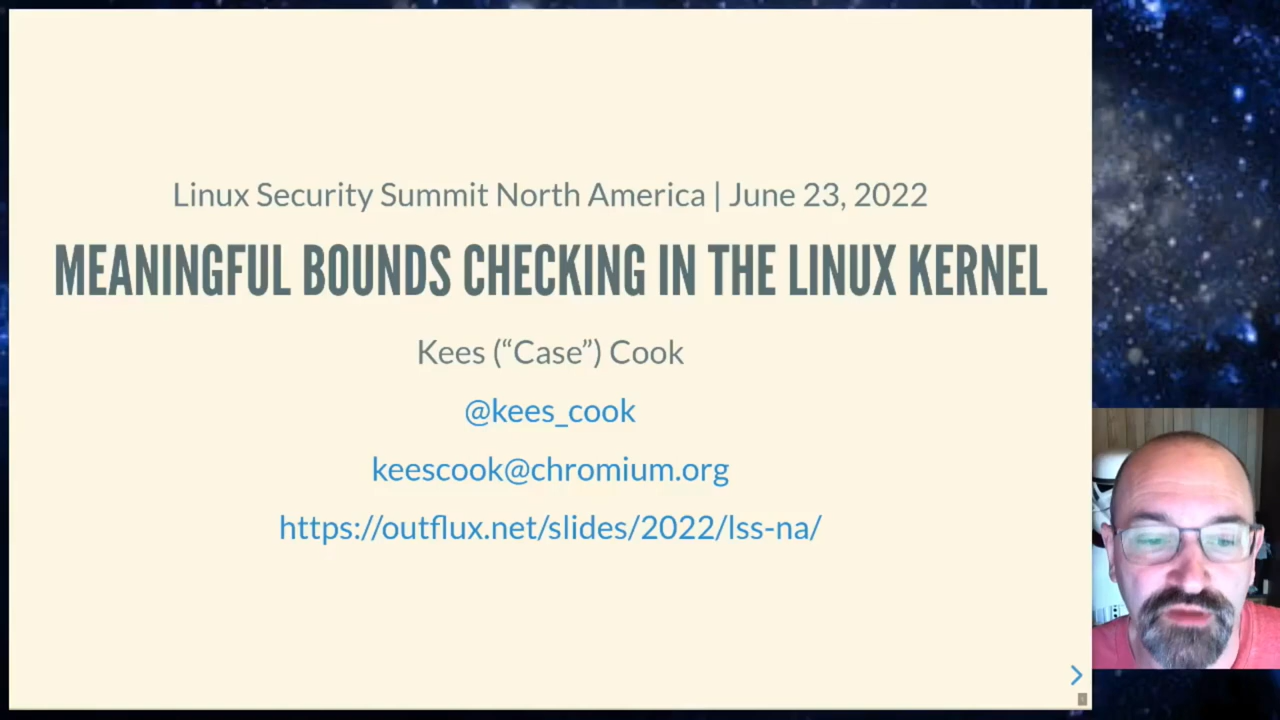 Linux Security Summit North America | June 23, 2022
MEANINGFUL BOUNDS CHECKING IN THE LINUX KERNEL
Kees (“Case”) Cook
@kees_cook
keescook@chromium.org
https://outflux.net/slides/2022/lss-na/